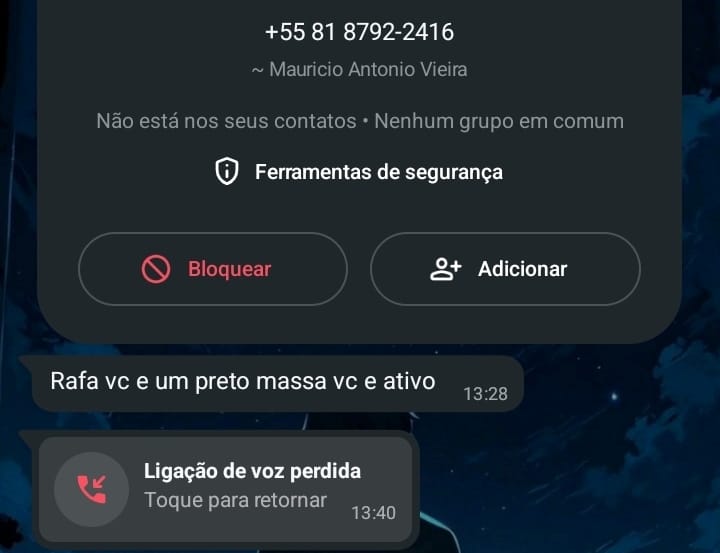 +55 81 8792-2416
~ Mauricio Antonio Vieira
Não está nos seus contatos • Nenhum grupo em comum
Ferramentas de segurança
Bloquear
Adicionar
Rafa vc e um preto massa vc e ativo
13:28
Ligação de voz perdida
Toque para retornar
13:40